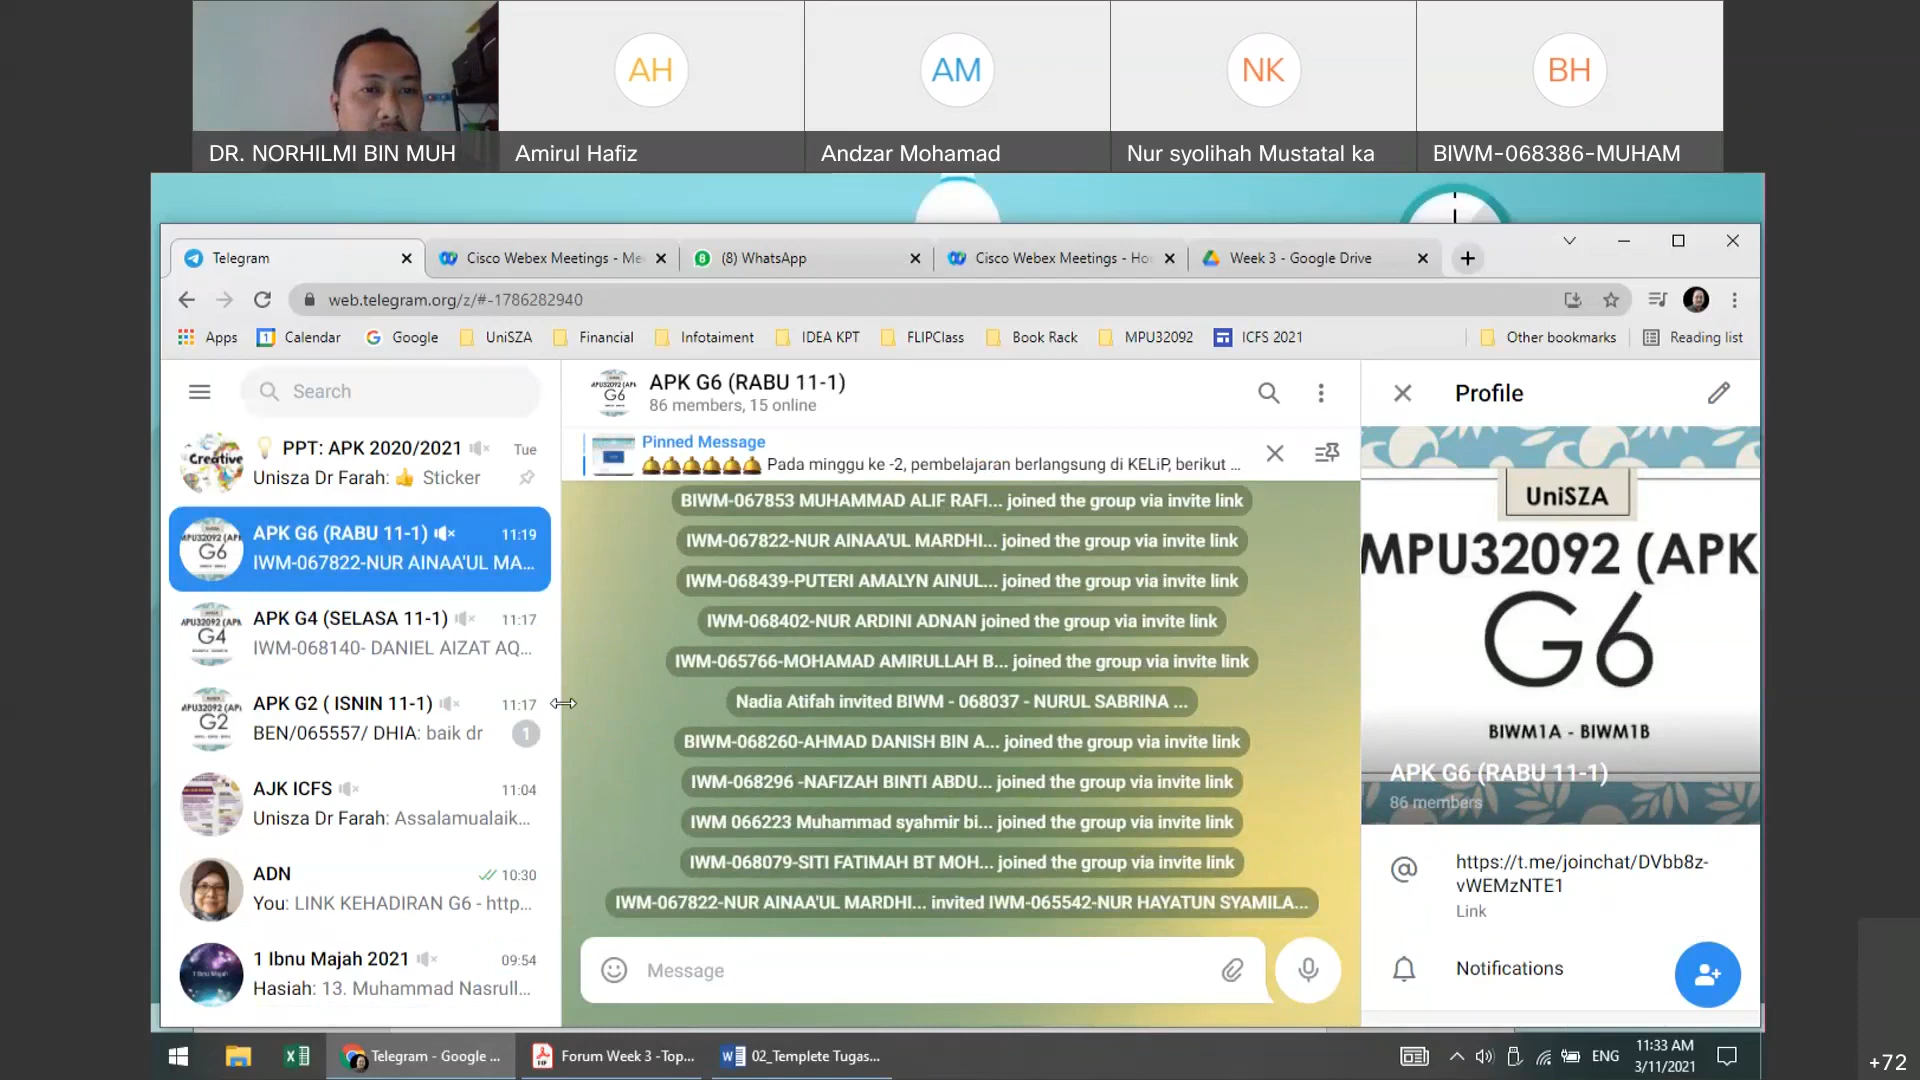 AH
AM
NK
BH
DR. NORHILMI BIN MUH
Amirul Hafiz
Andzar Mohamad
Nur syolihah Mustatal ka
BIWM-068386-MUHAM
Telegram
Cisco Webex Meetings - Me
8
(8) WhatsApp
Cisco Webex Meetings - Ho
Week 3 - Google Drive
web.telegram.org/z/#-1786282940
Apps
1
Calendar
Google
UniSZA
Financial
Infotaiment
IDEA KPT
FLIPClass
Book Rack
MPU32092
ICFS 2021
Other bookmarks
Reading list
Search
Creative
PPT: APK 2020/2021
Tue
Unisza Dr Farah: 👍 Sticker
G6
APK G6 (RABU 11-1)
11:19
IWM-067822-NUR AINAA'UL MA...
G4
APK G4 (SELASA 11-1)
11:17
IWM-068140- DANIEL AIZAT AQ...
G2
APK G2 ( ISNIN 11-1)
11:17
BEN/065557/ DHIA: baik dr
1
AJK ICFS
11:04
Unisza Dr Farah: Assalamualaik...
ADN
10:30
You: LINK KEHADIRAN G6 - http...
1 Ibnu Majah 2021
09:54
Hasiah: 13. Muhammad Nasrull...
G6
APK G6 (RABU 11-1)
86 members, 15 online
Pinned Message
🔔🔔🔔🔔🔔🔔 Pada minggu ke -2, pembelajaran berlangsung di KELiP, berikut ...
BIWM-067853 MUHAMMAD ALIF RAFI... joined the group via invite link
IWM-067822-NUR AINAA'UL MARDHI... joined the group via invite link
IWM-068439-PUTERI AMALYN AINUL... joined the group via invite link
IWM-068402-NUR ARDINI ADNAN joined the group via invite link
IWM-065766-MOHAMAD AMIRULLAH B... joined the group via invite link
Nadia Atifah invited BIWM - 068037 - NURUL SABRINA ...
BIWM-068260-AHMAD DANISH BIN A... joined the group via invite link
IWM-068296 -NAFIZAH BINTI ABDU... joined the group via invite link
IWM 066223 Muhammad syahmir bi... joined the group via invite link
IWM-068079-SITI FATIMAH BT MOH... joined the group via invite link
IWM-067822-NUR AINAA'UL MARDHI... invited IWM-065542-NUR HAYATUN SYAMILA...
Message
Profile
UniSZA
MPU32092 (APK
G6
BIWM1A - BIWM1B
APK G6 (RABU 11-1)
86 members
https://t.me/joinchat/DVbb8z-
vWEMzNTE1
Link
Notifications
Telegram - Google ...
Forum Week 3 -Top...
02_Templete Tugas...
ENG
11:33 AM
3/11/2021
+72